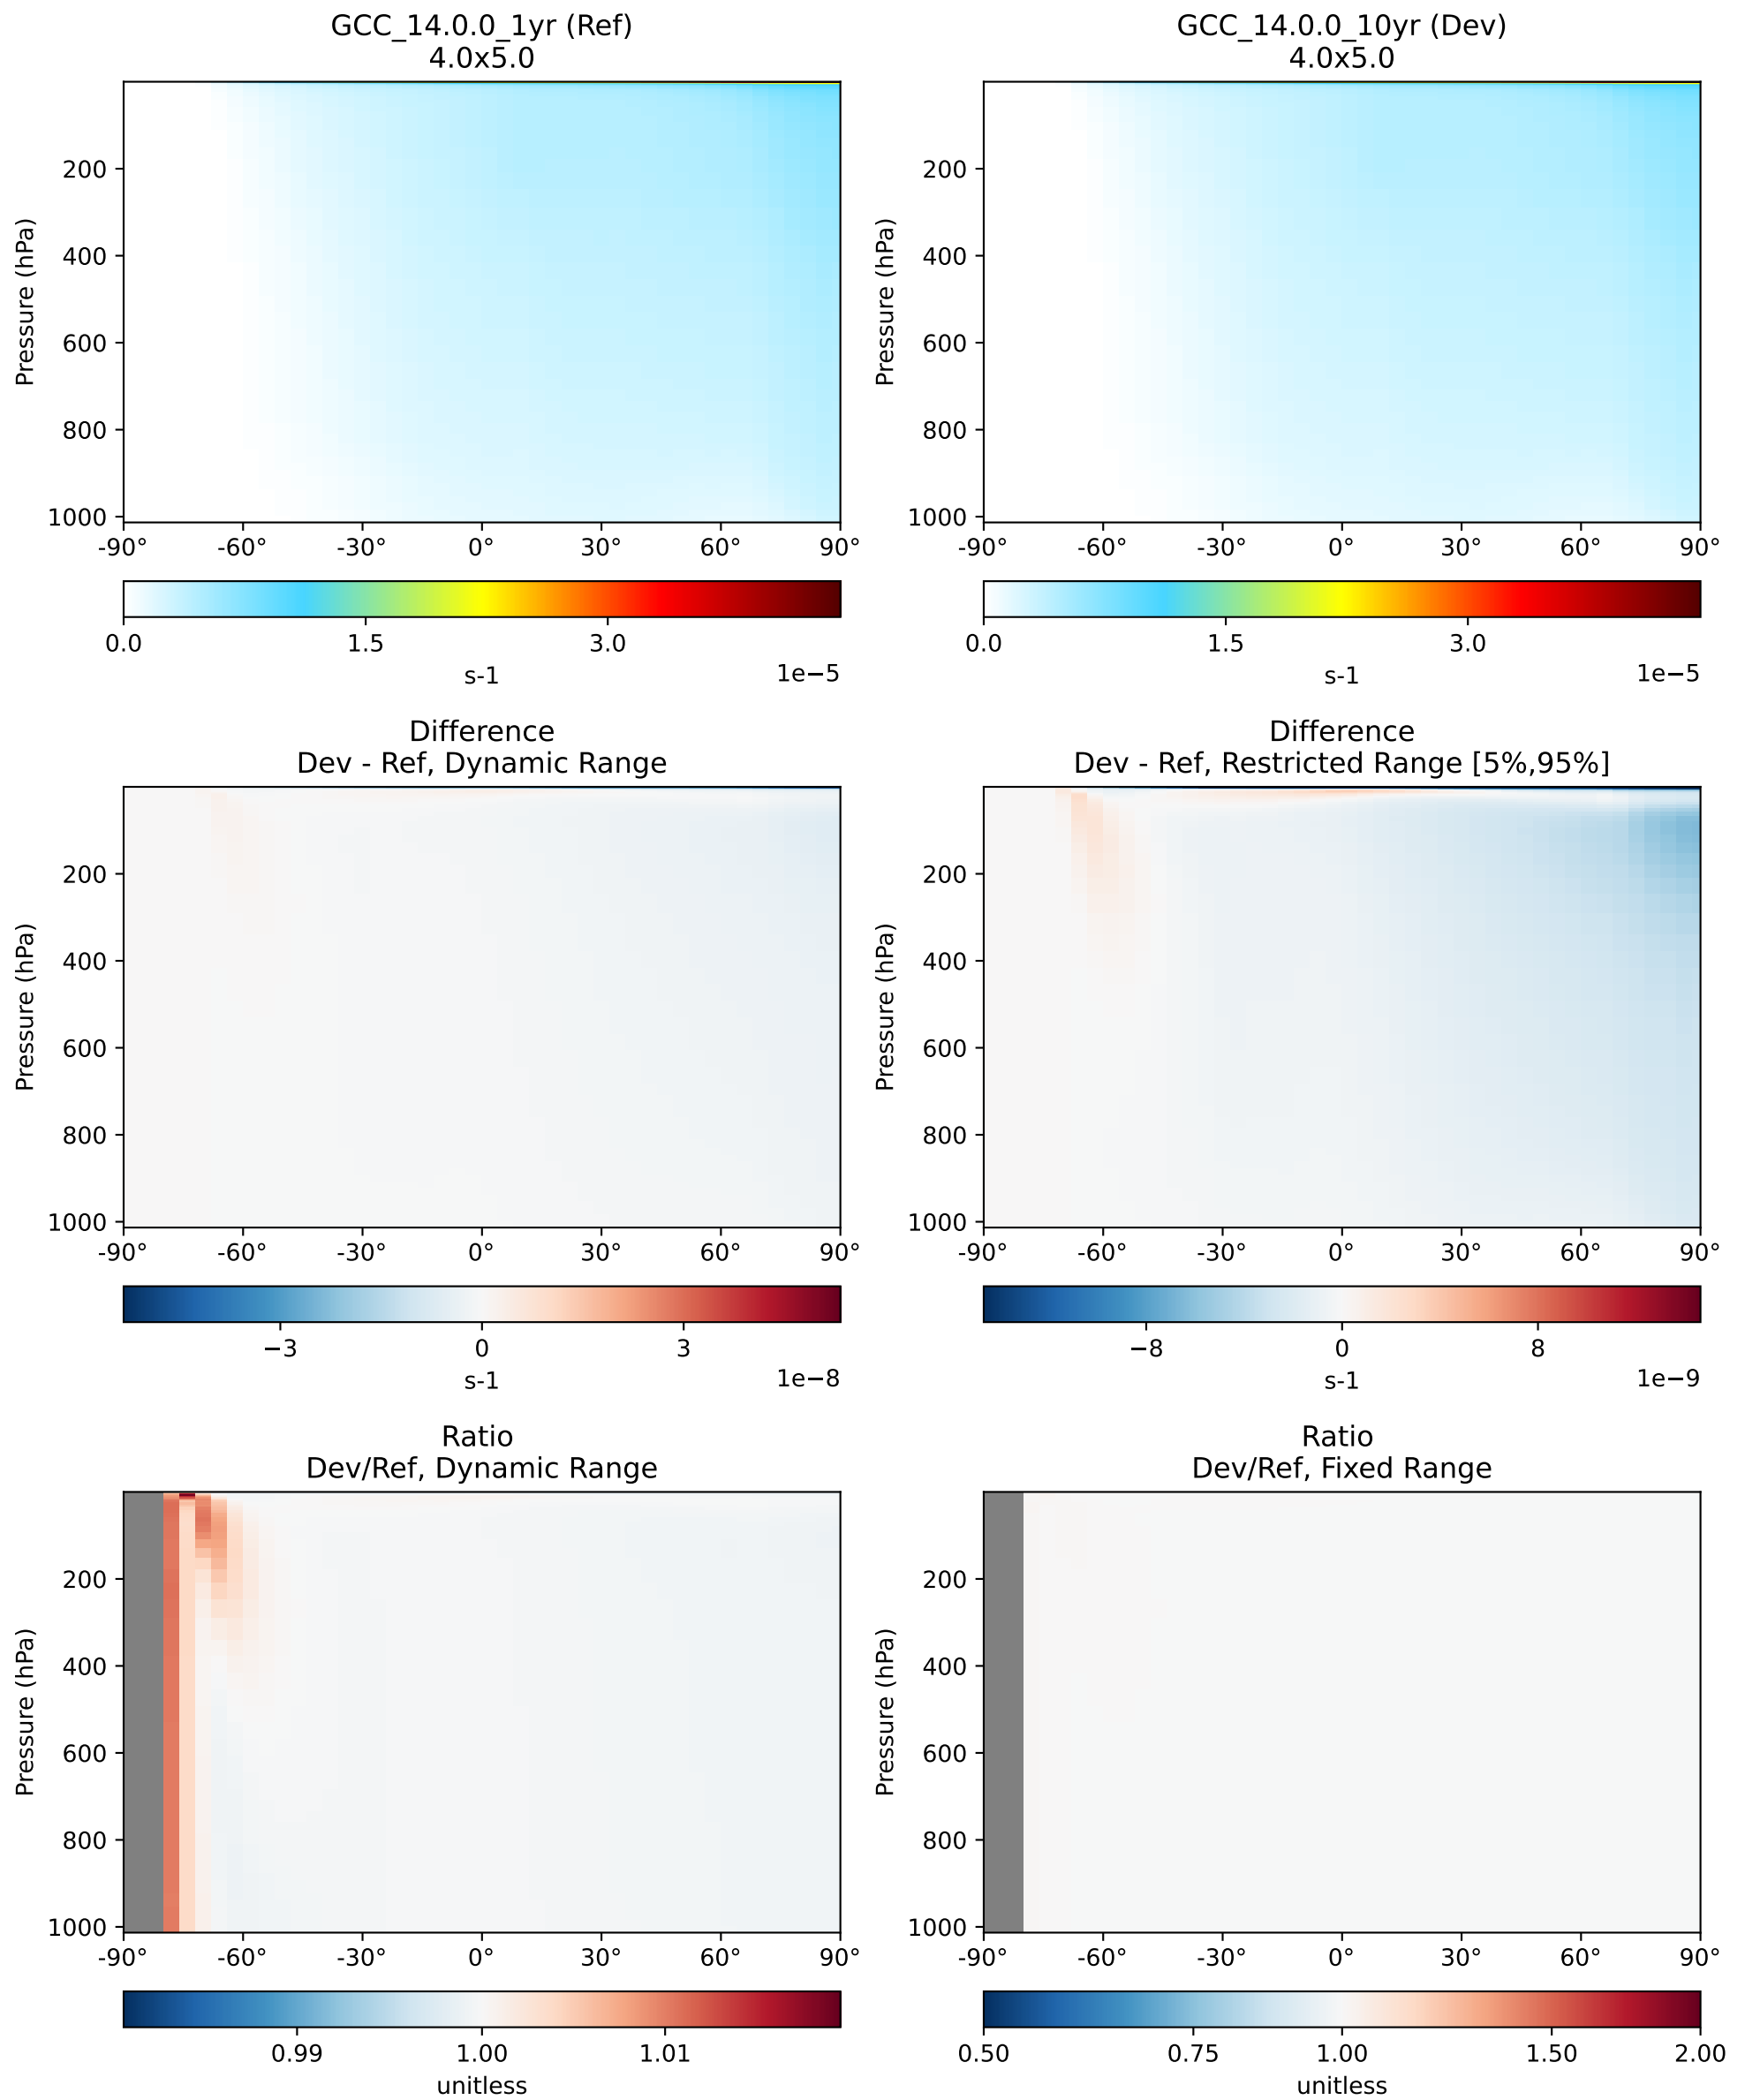 GCC_14.0.0_1yr (Ref)
4.0x5.0
Pressure (hPa)
200
400
600
800
1000
-90° -60° -30° 0° 30° 60° 90°
0.0 1.5 3.0
s-1
1e−5
GCC_14.0.0_10yr (Dev)
4.0x5.0
Pressure (hPa)
200
400
600
800
1000
-90° -60° -30° 0° 30° 60° 90°
0.0 1.5 3.0
s-1
1e−5
Difference
Dev - Ref, Dynamic Range
Pressure (hPa)
200
400
600
800
1000
-90° -60° -30° 0° 30° 60° 90°
−3 0 3
s-1
1e−8
Difference
Dev - Ref, Restricted Range [5%,95%]
Pressure (hPa)
200
400
600
800
1000
-90° -60° -30° 0° 30° 60° 90°
−8 0 8
s-1
1e−9
Ratio
Dev/Ref, Dynamic Range
Pressure (hPa)
200
400
600
800
1000
-90° -60° -30° 0° 30° 60° 90°
0.99 1.00 1.01
unitless
Ratio
Dev/Ref, Fixed Range
Pressure (hPa)
200
400
600
800
1000
-90° -60° -30° 0° 30° 60° 90°
0.50 0.75 1.00 1.50 2.00
unitless